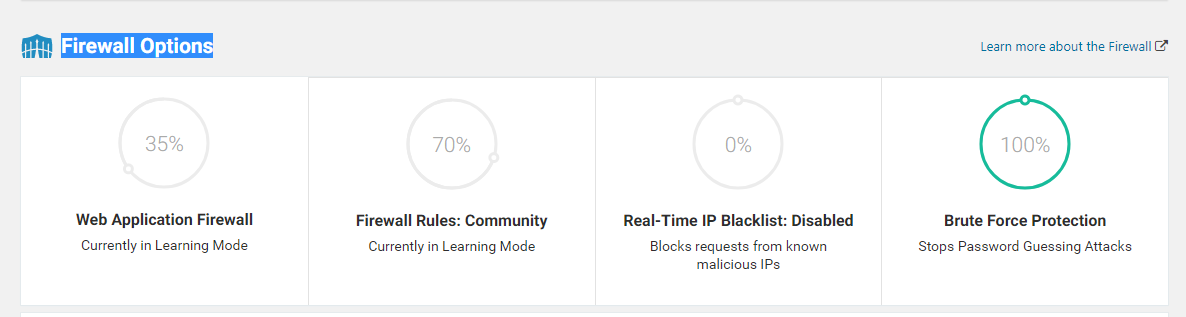 Firewall Options
Learn more about the Firewall
35%
Web Application Firewall
Currently in Learning Mode
70%
Firewall Rules: Community
Currently in Learning Mode
0%
Real-Time IP Blacklist: Disabled
Blocks requests from known
malicious IPs
100%
Brute Force Protection
Stops Password Guessing Attacks